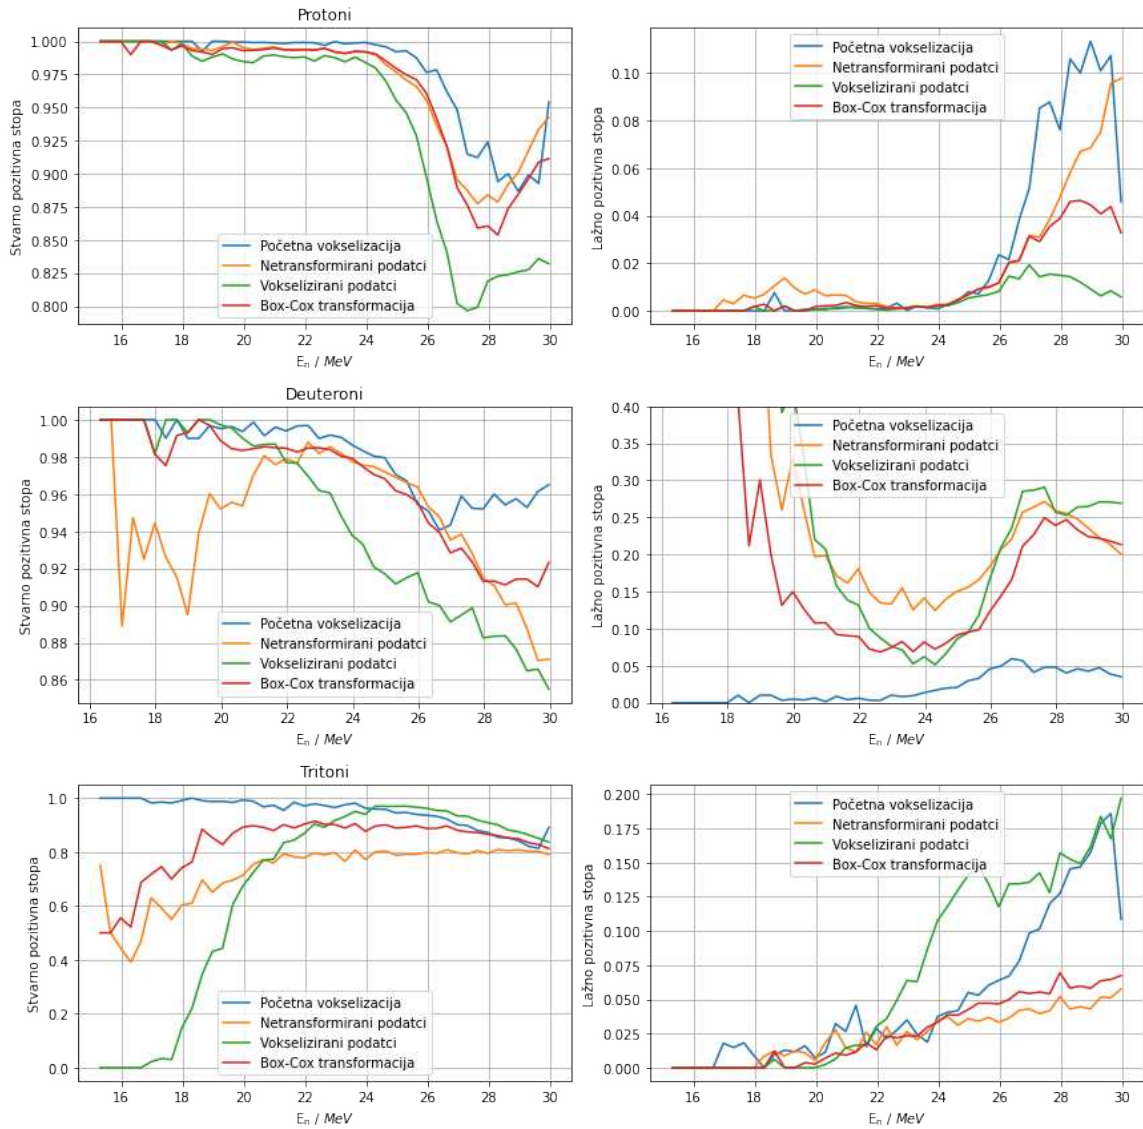 Protoni
Stvarno pozitivna stopa
1.000
0.975
0.950
0.925
0.900
0.875
0.850
0.825
0.800
Početna vokselizacija
Netransformirani podatci
Vokselizirani podatci
Box-Cox transformacija
16 18 20 22 24 26 28 30
Eₙ / MeV
Lažno pozitivna stopa
0.10
0.08
0.06
0.04
0.02
0.00
Početna vokselizacija
Netransformirani podatci
Vokselizirani podatci
Box-Cox transformacija
16 18 20 22 24 26 28 30
Eₙ / MeV
Deuteroni
Stvarno pozitivna stopa
1.00
0.98
0.96
0.94
0.92
0.90
0.88
0.86
Početna vokselizacija
Netransformirani podatci
Vokselizirani podatci
Box-Cox transformacija
16 18 20 22 24 26 28 30
Eₙ / MeV
Lažno pozitivna stopa
0.40
0.35
0.30
0.25
0.20
0.15
0.10
0.05
0.00
Početna vokselizacija
Netransformirani podatci
Vokselizirani podatci
Box-Cox transformacija
16 18 20 22 24 26 28 30
Eₙ / MeV
Tritoni
Stvarno pozitivna stopa
1.0
0.8
0.6
0.4
0.2
0.0
Početna vokselizacija
Netransformirani podatci
Vokselizirani podatci
Box-Cox transformacija
16 18 20 22 24 26 28 30
Eₙ / MeV
Lažno pozitivna stopa
0.200
0.175
0.150
0.125
0.100
0.075
0.050
0.025
0.000
Početna vokselizacija
Netransformirani podatci
Vokselizirani podatci
Box-Cox transformacija
16 18 20 22 24 26 28 30
Eₙ / MeV